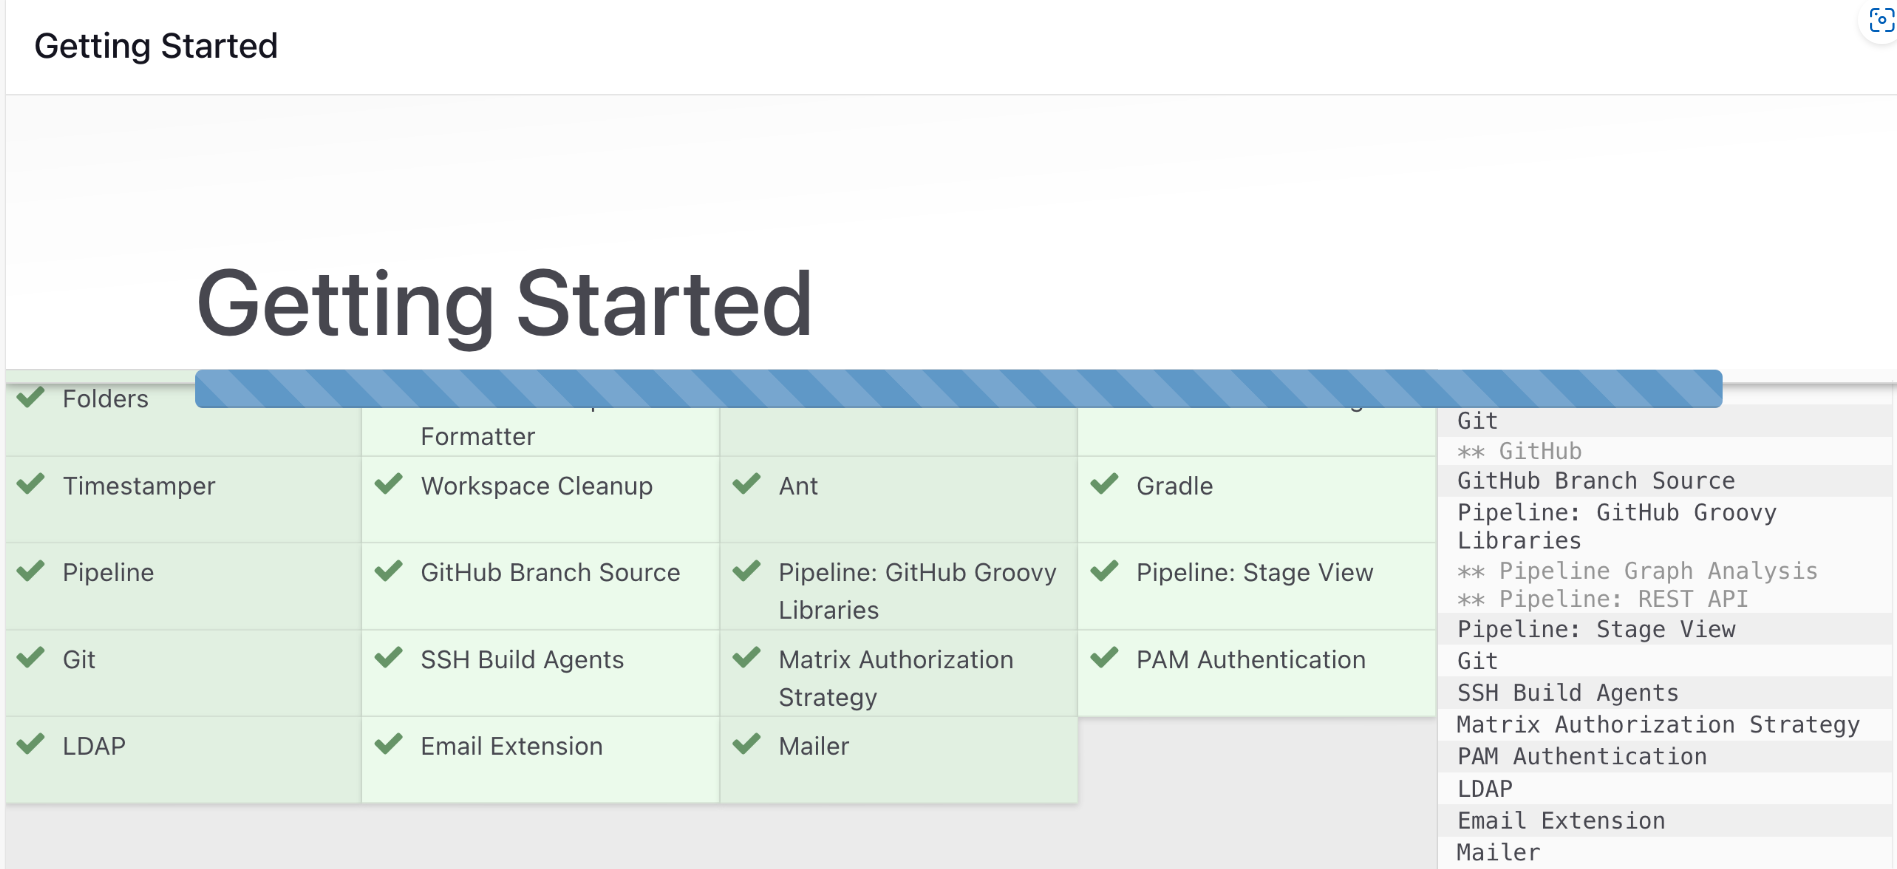 Getting Started
Getting Started
Folders
Formatter
Timestamper
Workspace Cleanup
Ant
Gradle
Pipeline
GitHub Branch Source
Pipeline: GitHub Groovy
Libraries
Pipeline: Stage View
Git
SSH Build Agents
Matrix Authorization
Strategy
PAM Authentication
LDAP
Email Extension
Mailer
Git
** GitHub
GitHub Branch Source
Pipeline: GitHub Groovy
Libraries
** Pipeline Graph Analysis
** Pipeline: REST API
Pipeline: Stage View
Git
SSH Build Agents
Matrix Authorization Strategy
PAM Authentication
LDAP
Email Extension
Mailer